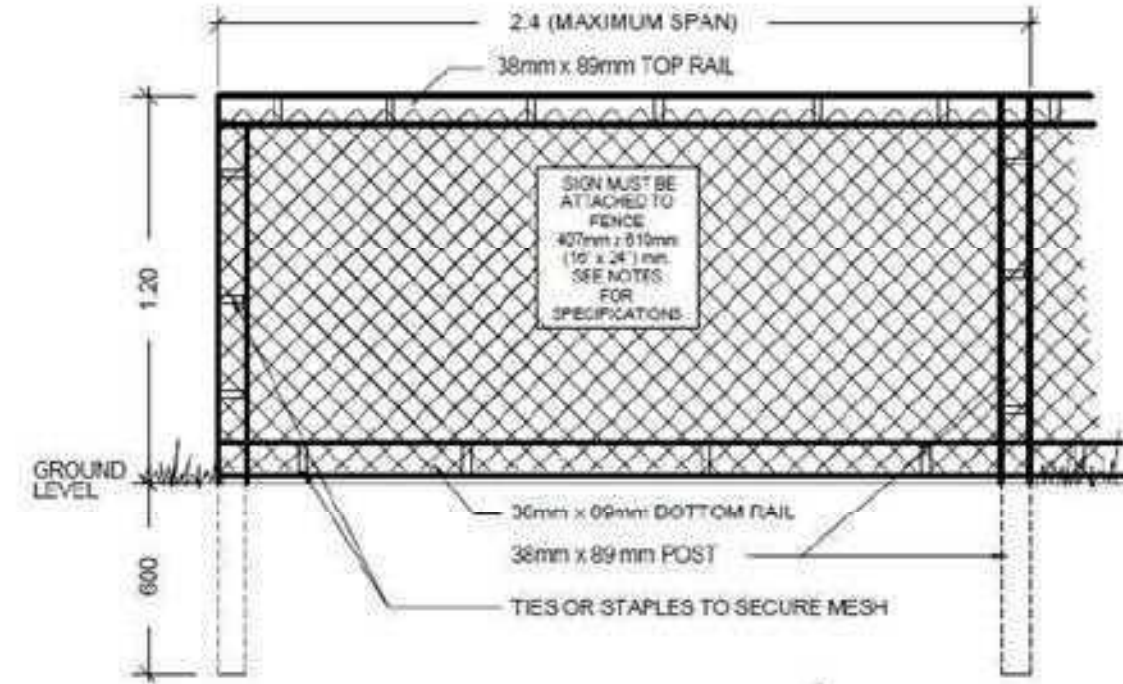 2.4 (MAXIMUM SPAN)
38mm x 89mm TOP RAIL
SIGN MUST BE
ATTACHED TO
FENCE
407mm x 610mm
(16" x 24") mm
SEE NOTES
FOR
SPECIFICATIONS
1.20
GROUND
LEVEL
38mm x 89mm BOTTOM RAIL
38mm x 89mm POST
600
TIES OR STAPLES TO SECURE MESH